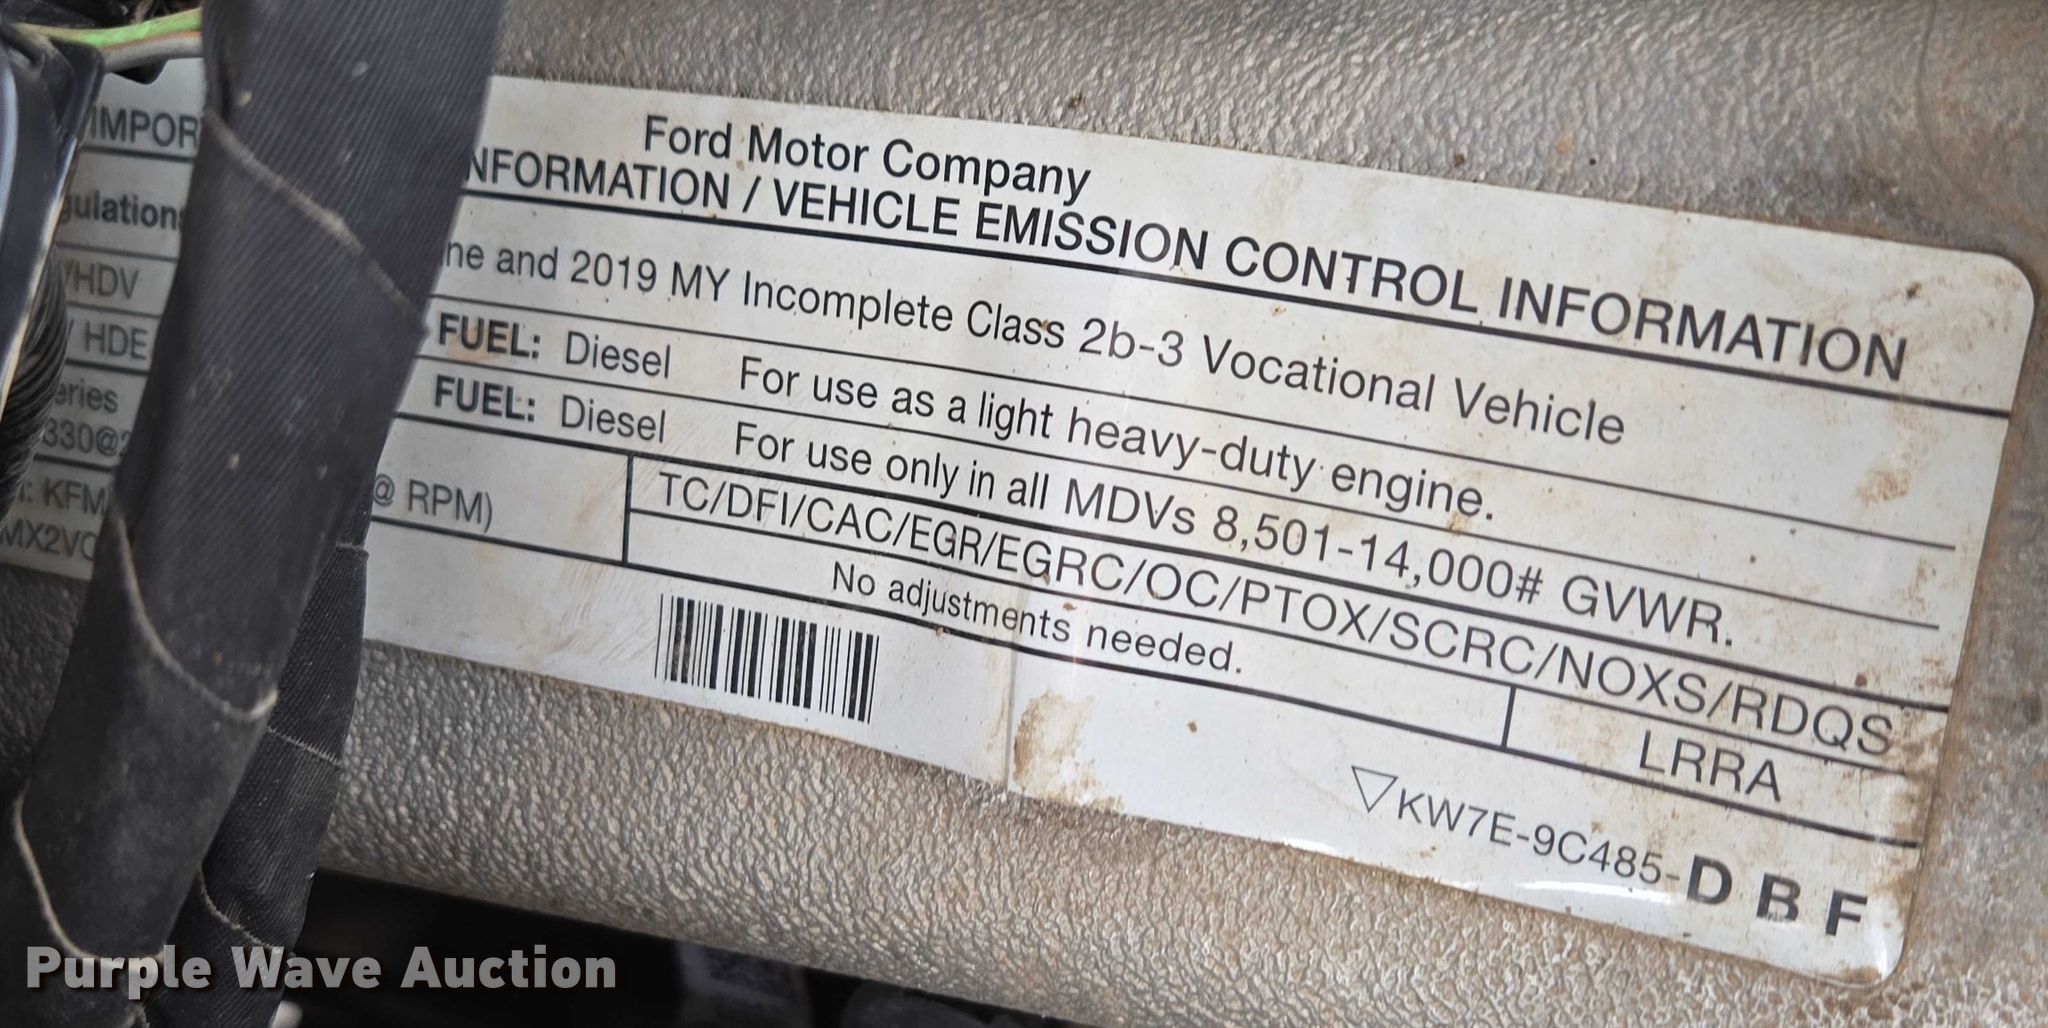 Ford Motor Company
IMPOR NFORMATION / VEHICLE EMISSION CONTROL INFORMATION
gulations ne and 2019 MY Incomplete Class 2b-3 Vocational Vehicle
/HDV FUEL: Diesel For use as a light heavy-duty engine.
/ HDE FUEL: Diesel For use only in all MDVs 8,501-14,000# GVWR.
eries TC/DFI/CAC/EGR/EGRC/OC/PTOX/SCRC/NOXS/RDQS
330@2 @ RPM) No adjustments needed. LRRA
: KFM
MX2VC
▽KW7E-9C485-D B F
Purple Wave Auction